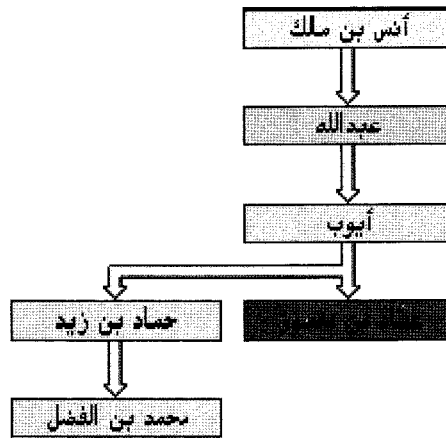 أنس بن مالك
عبدالله
أيوب
حماد بن زيد
محمد بن الفضل